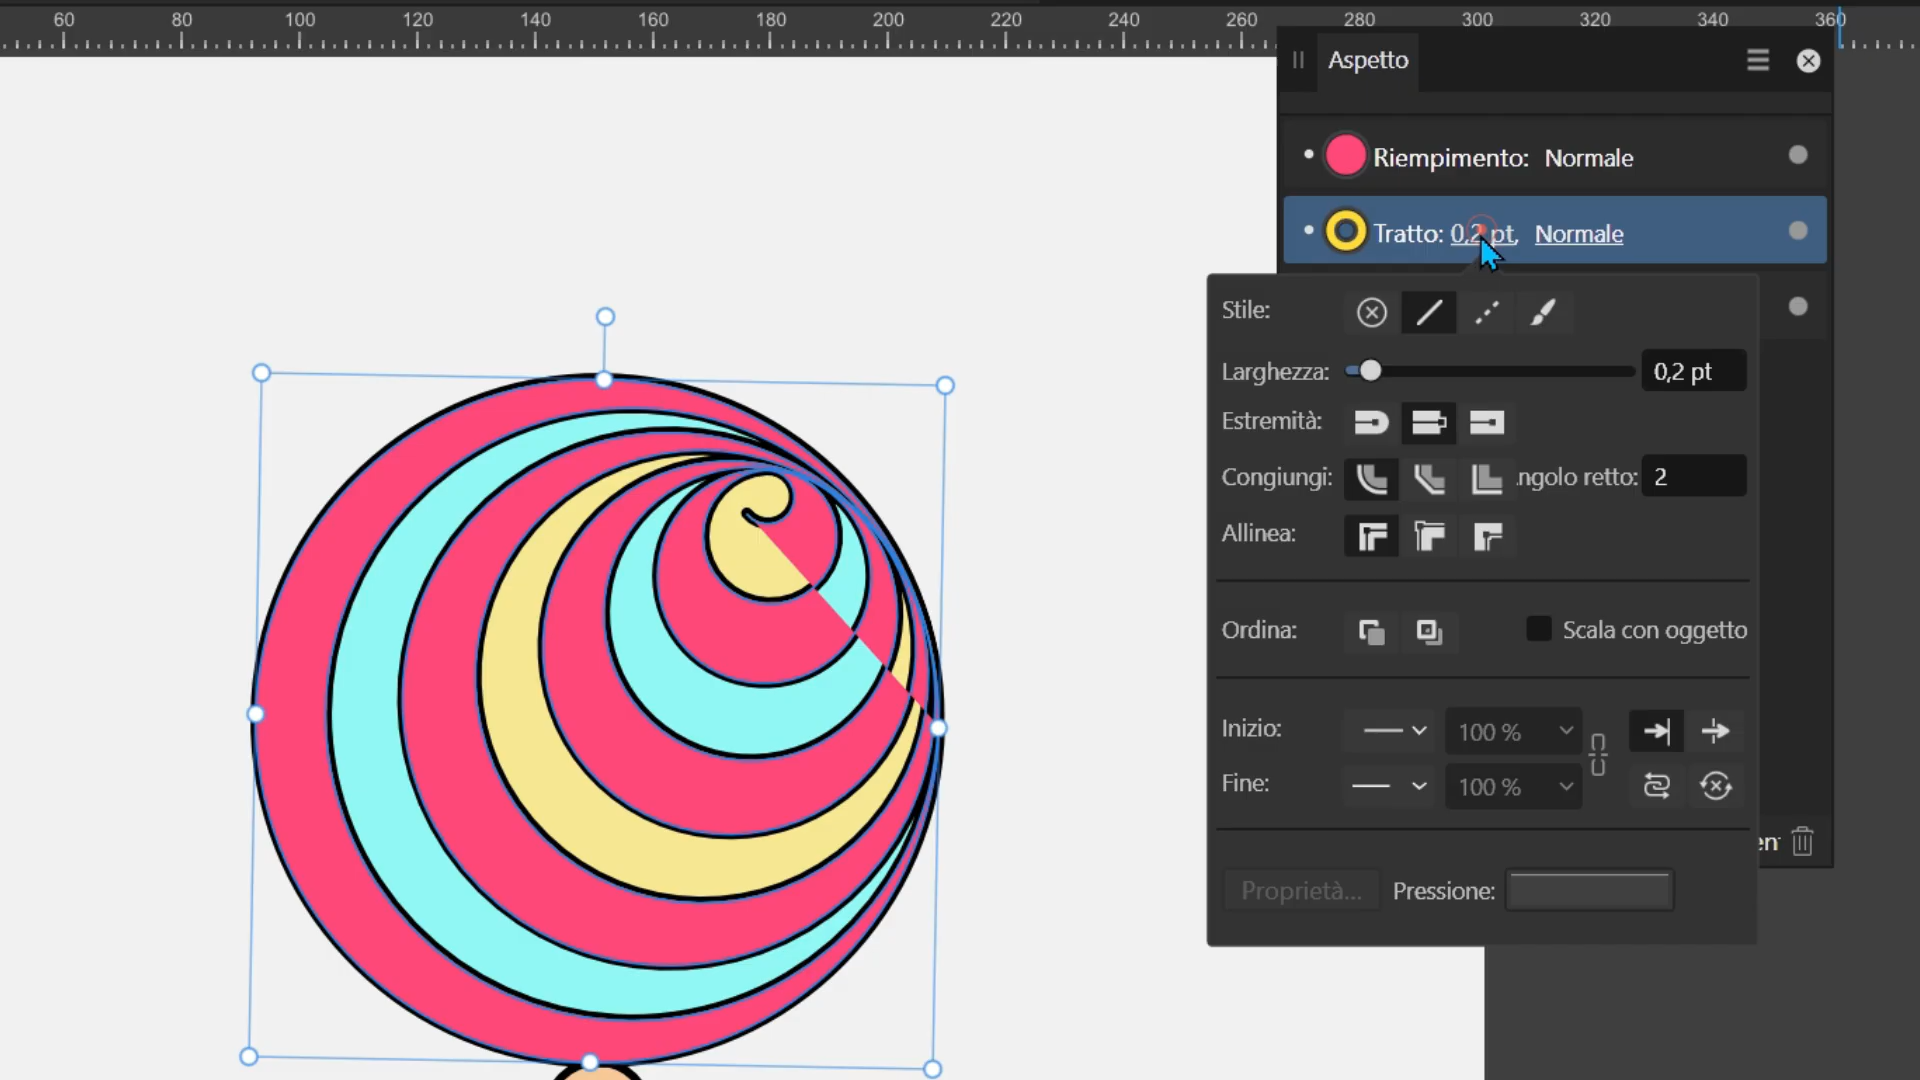 60 80 100 120 140 160 180 200 220 240 260 280 300 320 340 360
Aspetto
Riempimento: Normale
Tratto: 0,2 pt, Normale
Stile:
Larghezza: 0,2 pt
Estremità:
Congiungi: ngolo retto: 2
Allinea:
Ordina: Scala con oggetto
Inizio: 100 %
Fine: 100 %
en
Proprietà... Pressione: